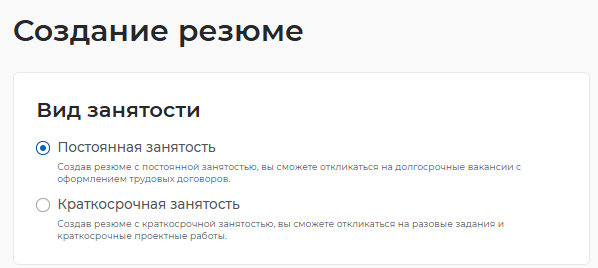 Создание резюме
Вид занятости
Постоянная занятость
Создав резюме с постоянной занятостью, вы сможете откликаться на долгосрочные вакансии с
оформлением трудовых договоров.
Краткосрочная занятость
Создав резюме с краткосрочной занятостью, вы сможете откликаться на разовые задания и
краткосрочные проектные работы.